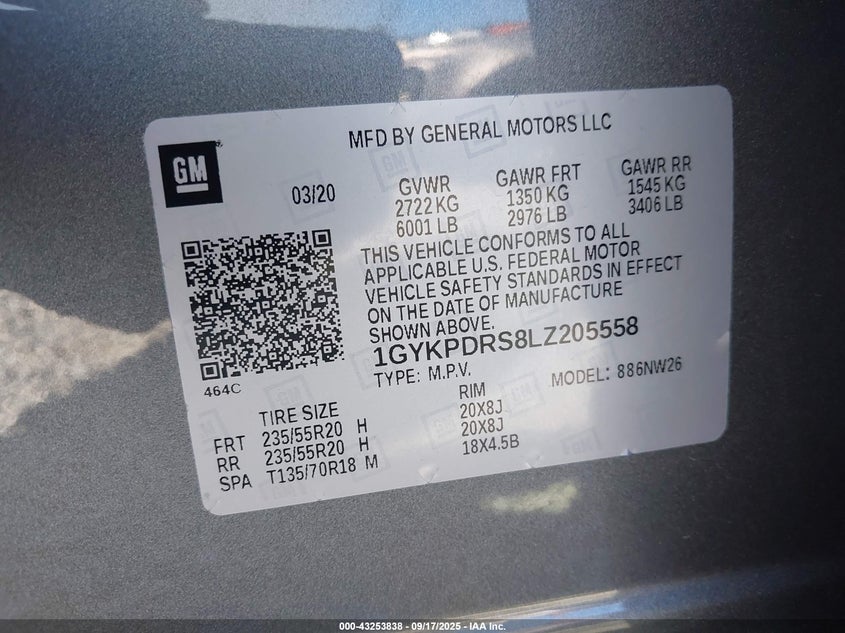 MFD BY GENERAL MOTORS LLC
GM
03/20
GVWR GAWR FRT GAWR RR
2722 KG 1350 KG 1545 KG
6001 LB 2976 LB 3406 LB
THIS VEHICLE CONFORMS TO ALL
APPLICABLE U.S. FEDERAL MOTOR
VEHICLE SAFETY STANDARDS IN EFFECT
ON THE DATE OF MANUFACTURE
SHOWN ABOVE.
1GYKPDRS8LZ205558
TYPE: M.P.V. MODEL: 886NW26
464C
TIRE SIZE RIM
FRT 235/55R20 H 20X8J
RR 235/55R20 H 20X8J
SPA T135/70R18 M 18X4.5B
000-43253838 - 09/17/2025 - IAA Inc.